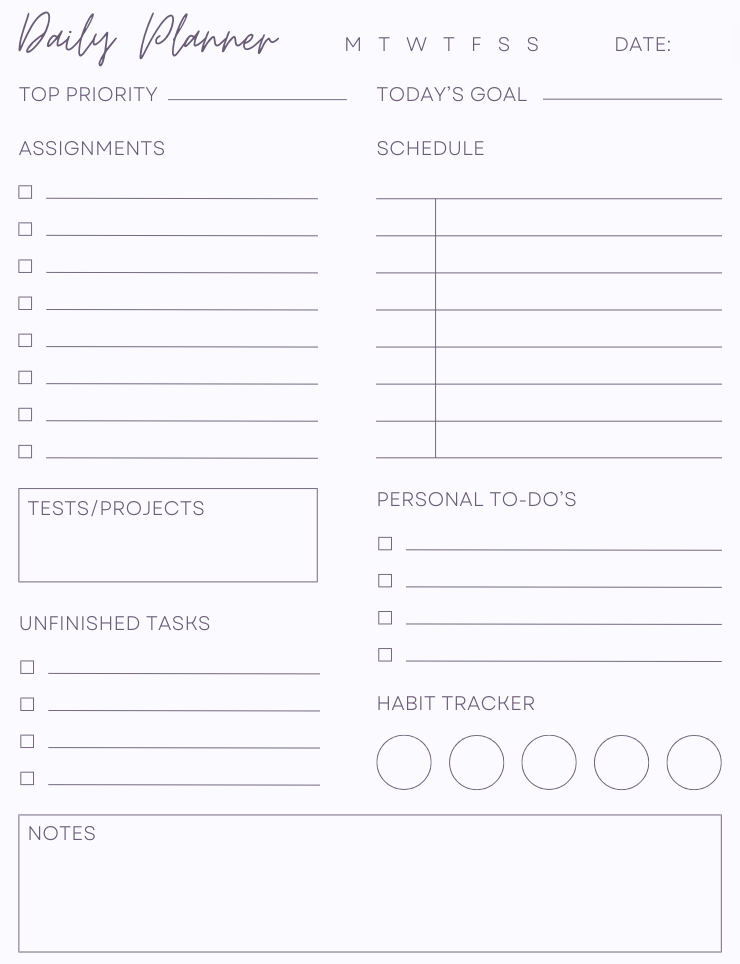 Daily Planner
M T W T F S S
DATE:
TOP PRIORITY
TODAY’S GOAL
ASSIGNMENTS
SCHEDULE
TESTS/PROJECTS
PERSONAL TO-DO’S
UNFINISHED TASKS
HABIT TRACKER
NOTES